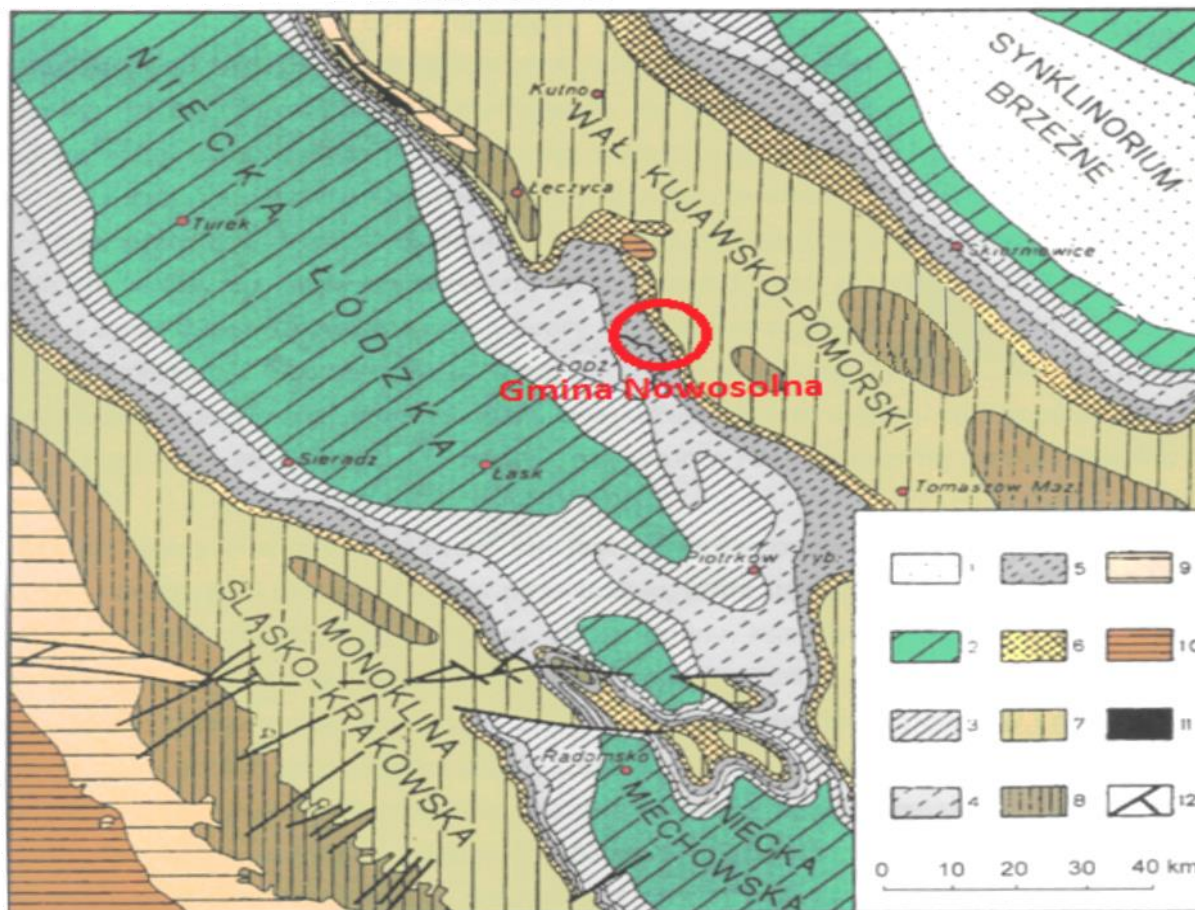 NIECKA ŁÓDZKA
Kutno
WAŁ KUJAWSKO-POMORSKI
SYNKLINORIUM
BRZEŻNE
Łęczyca
Turek
Skierniewice
ŁÓDŹ
Gmina Nowosolna
Sieradz
Łask
Tomaszów Maz.
Piotrków Tryb.
MONOKLINA
ŚLĄSKO-KRAKOWSKA
Radomsko
NIECKA
MIECHOWSKA
1
5
9
2
6
10
3
7
11
4
8
12
0 10 20 30 40 km